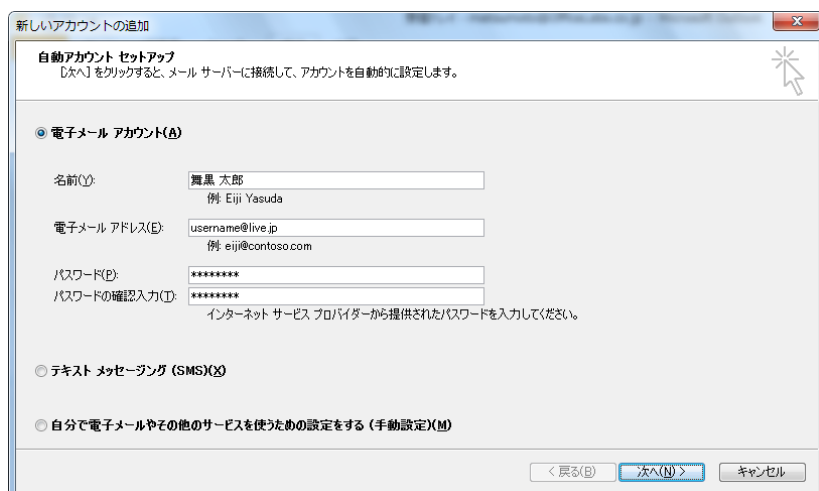 新しいアカウントの追加
自動アカウント セットアップ
[次へ] をクリックすると、メール サーバーに接続して、アカウントを自動的に設定します。
電子メール アカウント(A)
名前(Y): 舞黒 太郎
例: Eiji Yasuda
電子メール アドレス(E): username@live.jp
例: eiji@contoso.com
パスワード(P): ********
パスワードの確認入力(T): ********
インターネット サービス プロバイダーから提供されたパスワードを入力してください。
テキスト メッセージング (SMS)(X)
自分で電子メールやその他のサービスを使うための設定をする (手動設定)(M)
< 戻る(B) 次へ(N) > キャンセル